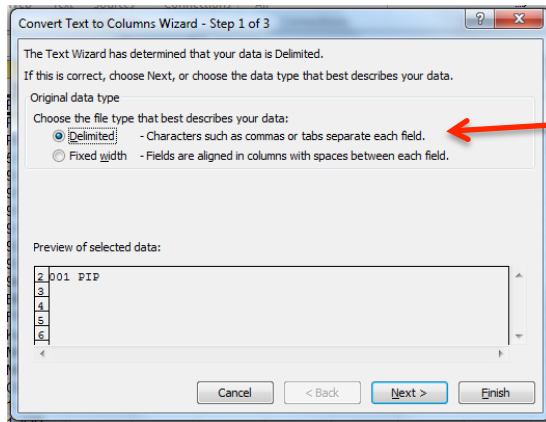 Convert Text to Columns Wizard - Step 1 of 3
The Text Wizard has determined that your data is Delimited.
If this is correct, choose Next, or choose the data type that best describes your data.
Original data type
Choose the file type that best describes your data:
Delimited - Characters such as commas or tabs separate each field.
Fixed width - Fields are aligned in columns with spaces between each field.
Preview of selected data:
2 001 PIP
3
4
5
6
Cancel < Back Next > Finish